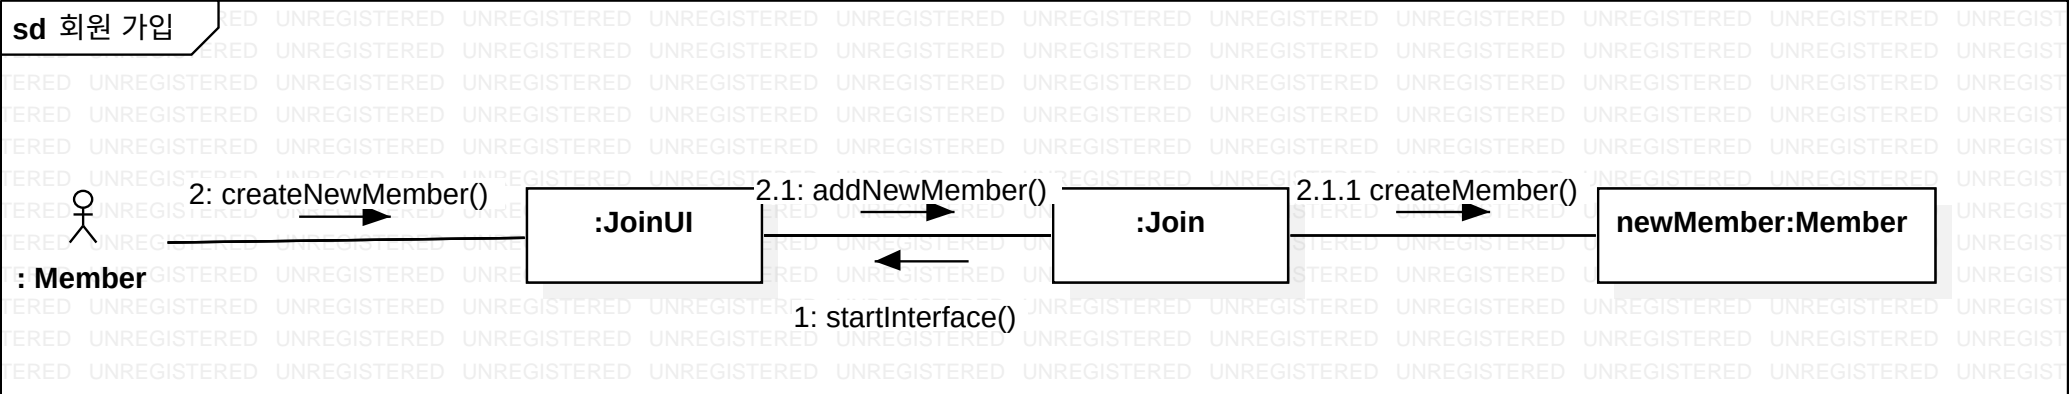 sd 회원 가입
2: createNewMember()
2.1: addNewMember()
2.1.1 createMember()
:JoinUI
:Join
newMember:Member
: Member
1: startInterface()
UNREGISTERED